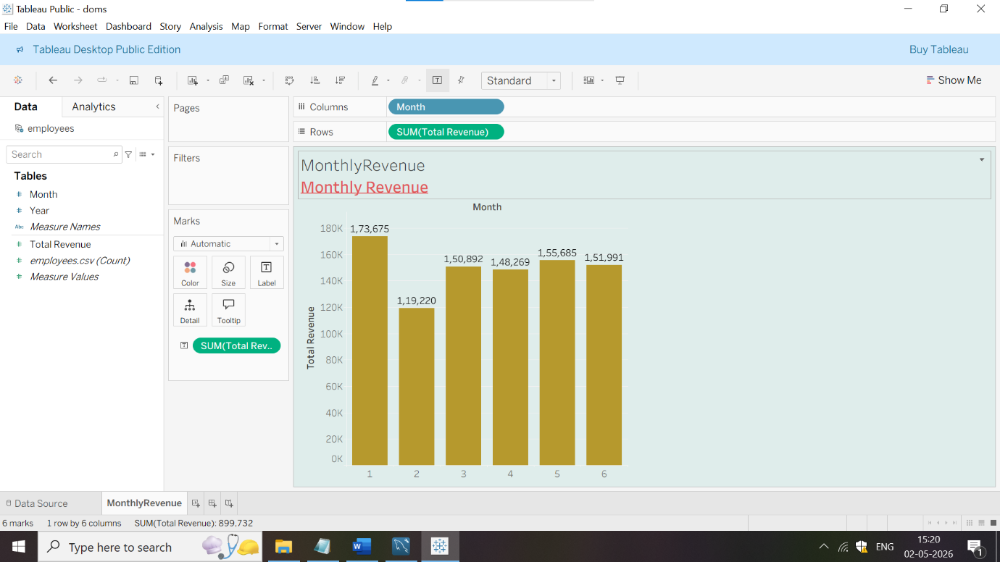 Tableau Public - doms
File Data Worksheet Dashboard Story Analysis Map Format Server Window Help
Tableau Desktop Public Edition
Buy Tableau
Standard
Show Me
Data Analytics
employees
Search
Tables
# Month
# Year
Abc Measure Names
# Total Revenue
# employees.csv (Count)
# Measure Values
Pages
Filters
Marks
Automatic
Color Size Label
Detail Tooltip
SUM(Total Rev..
Columns Month
Rows SUM(Total Revenue)
MonthlyRevenue
Monthly Revenue
Month
Total Revenue
180K
160K
140K
120K
100K
80K
60K
40K
20K
0K
1,73,675
1,19,220
1,50,892
1,48,269
1,55,685
1,51,991
1 2 3 4 5 6
Data Source MonthlyRevenue
6 marks 1 row by 6 columns SUM(Total Revenue): 899,732
Type here to search
ENG
15:20
02-05-2026
1